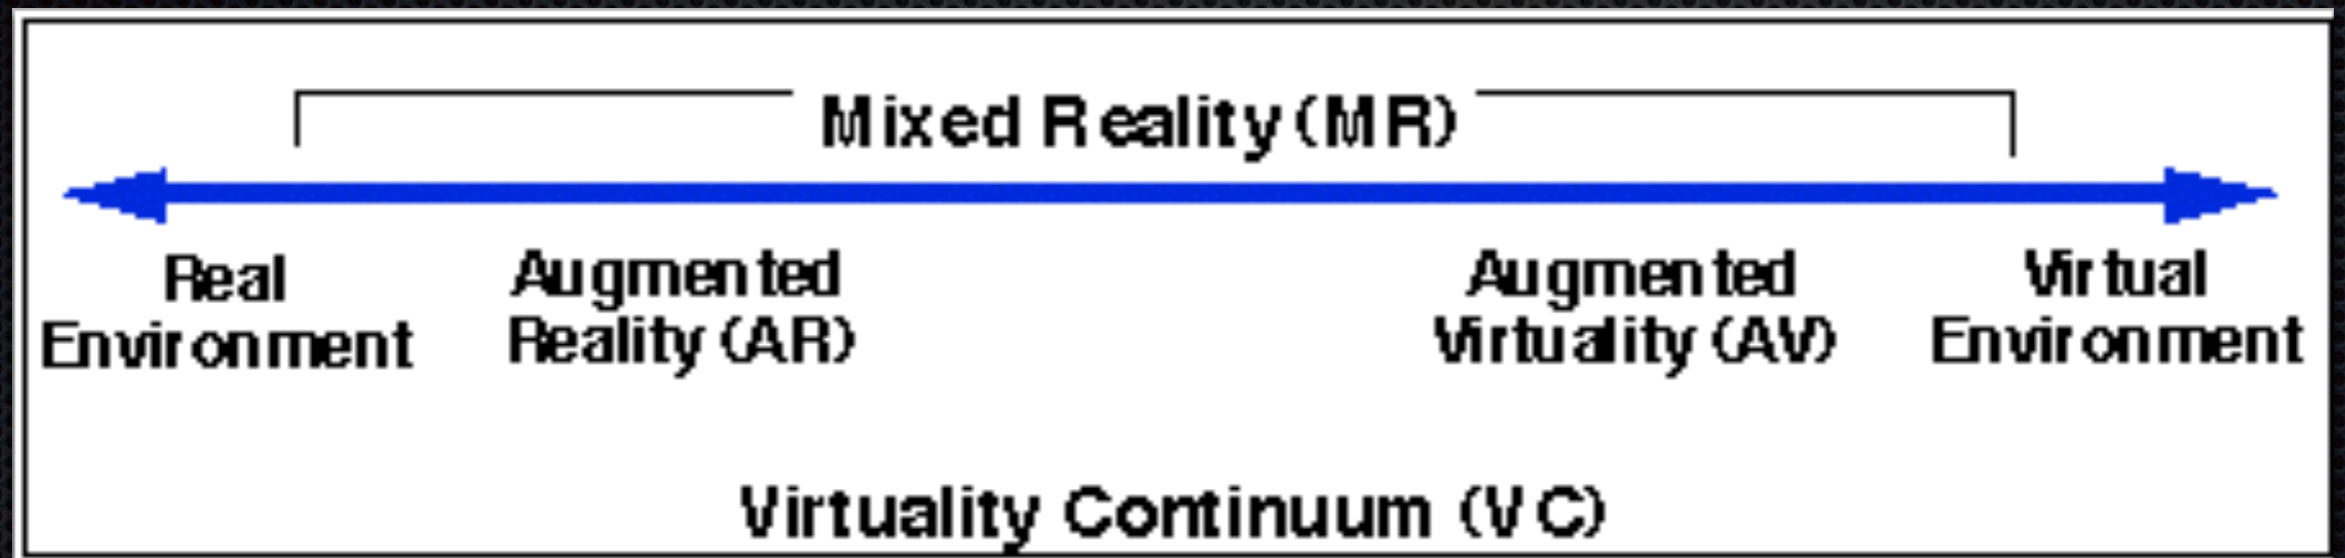 Mixed Reality (MR)
Real
Environment
Augmented
Reality (AR)
Augmented
Virtuality (AV)
Virtual
Environment
Virtuality Continuum (VC)